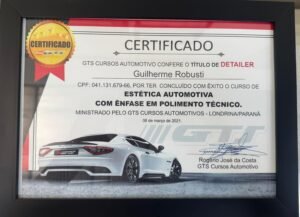 CERTIFICADO
CERTIFICADO
GTS CURSOS AUTOMOTIVO CONFERE O TÍTULO DE DETAILER
Guilherme Robusti
CPF: 041.131.679-66, POR TER CONCLUÍDO COM ÊXITO O CURSO DE
ESTÉTICA AUTOMOTIVA
COM ÊNFASE EM POLIMENTO TÉCNICO.
MINISTRADO PELO GTS CURSOS AUTOMOTIVOS - LONDRINA/PARANÁ
08 de março de 2021.
GTS
Rogério José da Costa
GTS Cursos Automotivo